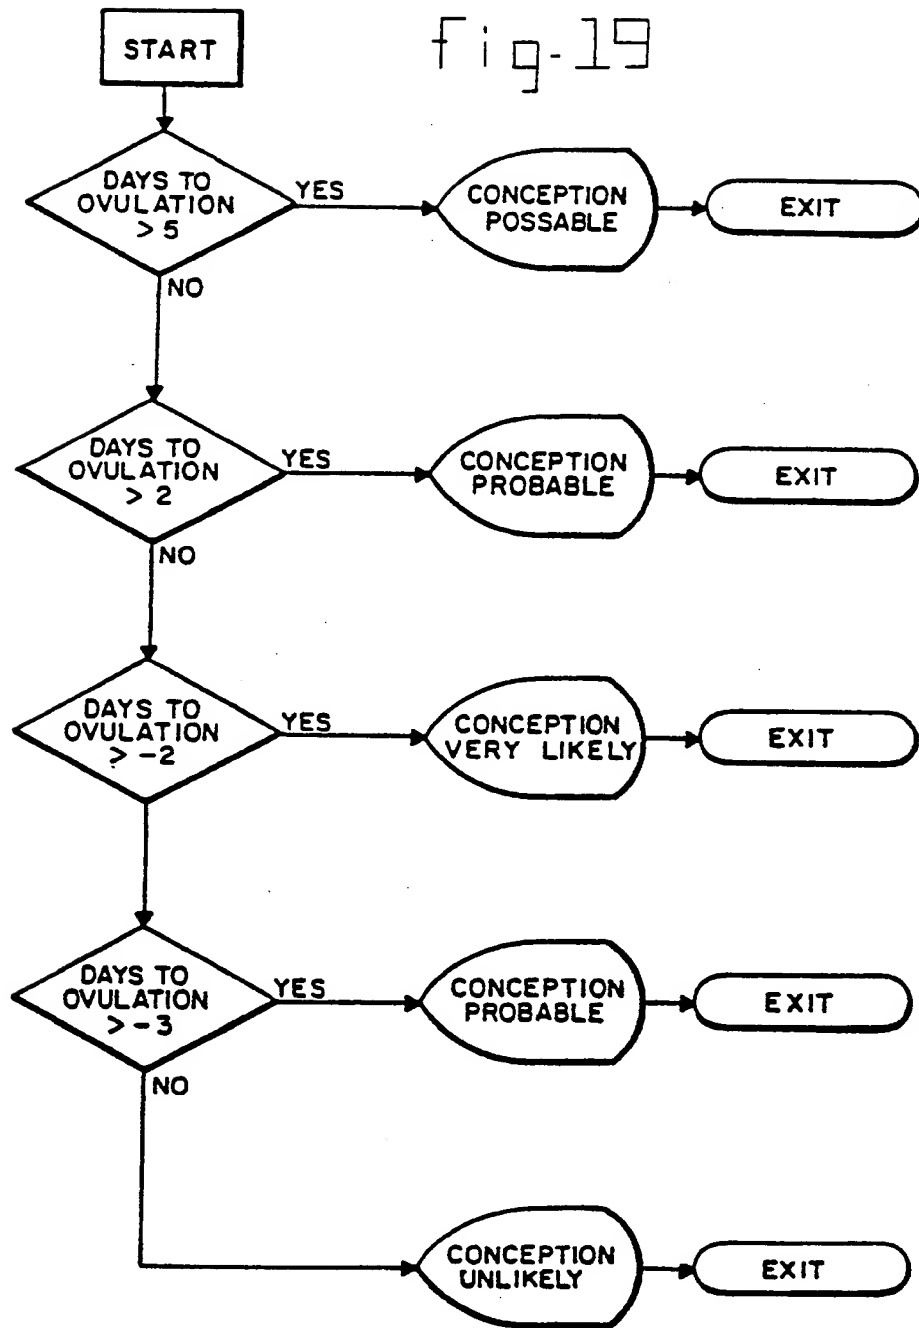 fig-19
START
DAYS TO
OVULATION
> 5
YES
CONCEPTION
POSSABLE
EXIT
NO
DAYS TO
OVULATION
> 2
YES
CONCEPTION
PROBABLE
EXIT
NO
DAYS TO
OVULATION
> -2
YES
CONCEPTION
VERY LIKELY
EXIT
DAYS TO
OVULATION
> -3
YES
CONCEPTION
PROBABLE
EXIT
NO
CONCEPTION
UNLIKELY
EXIT